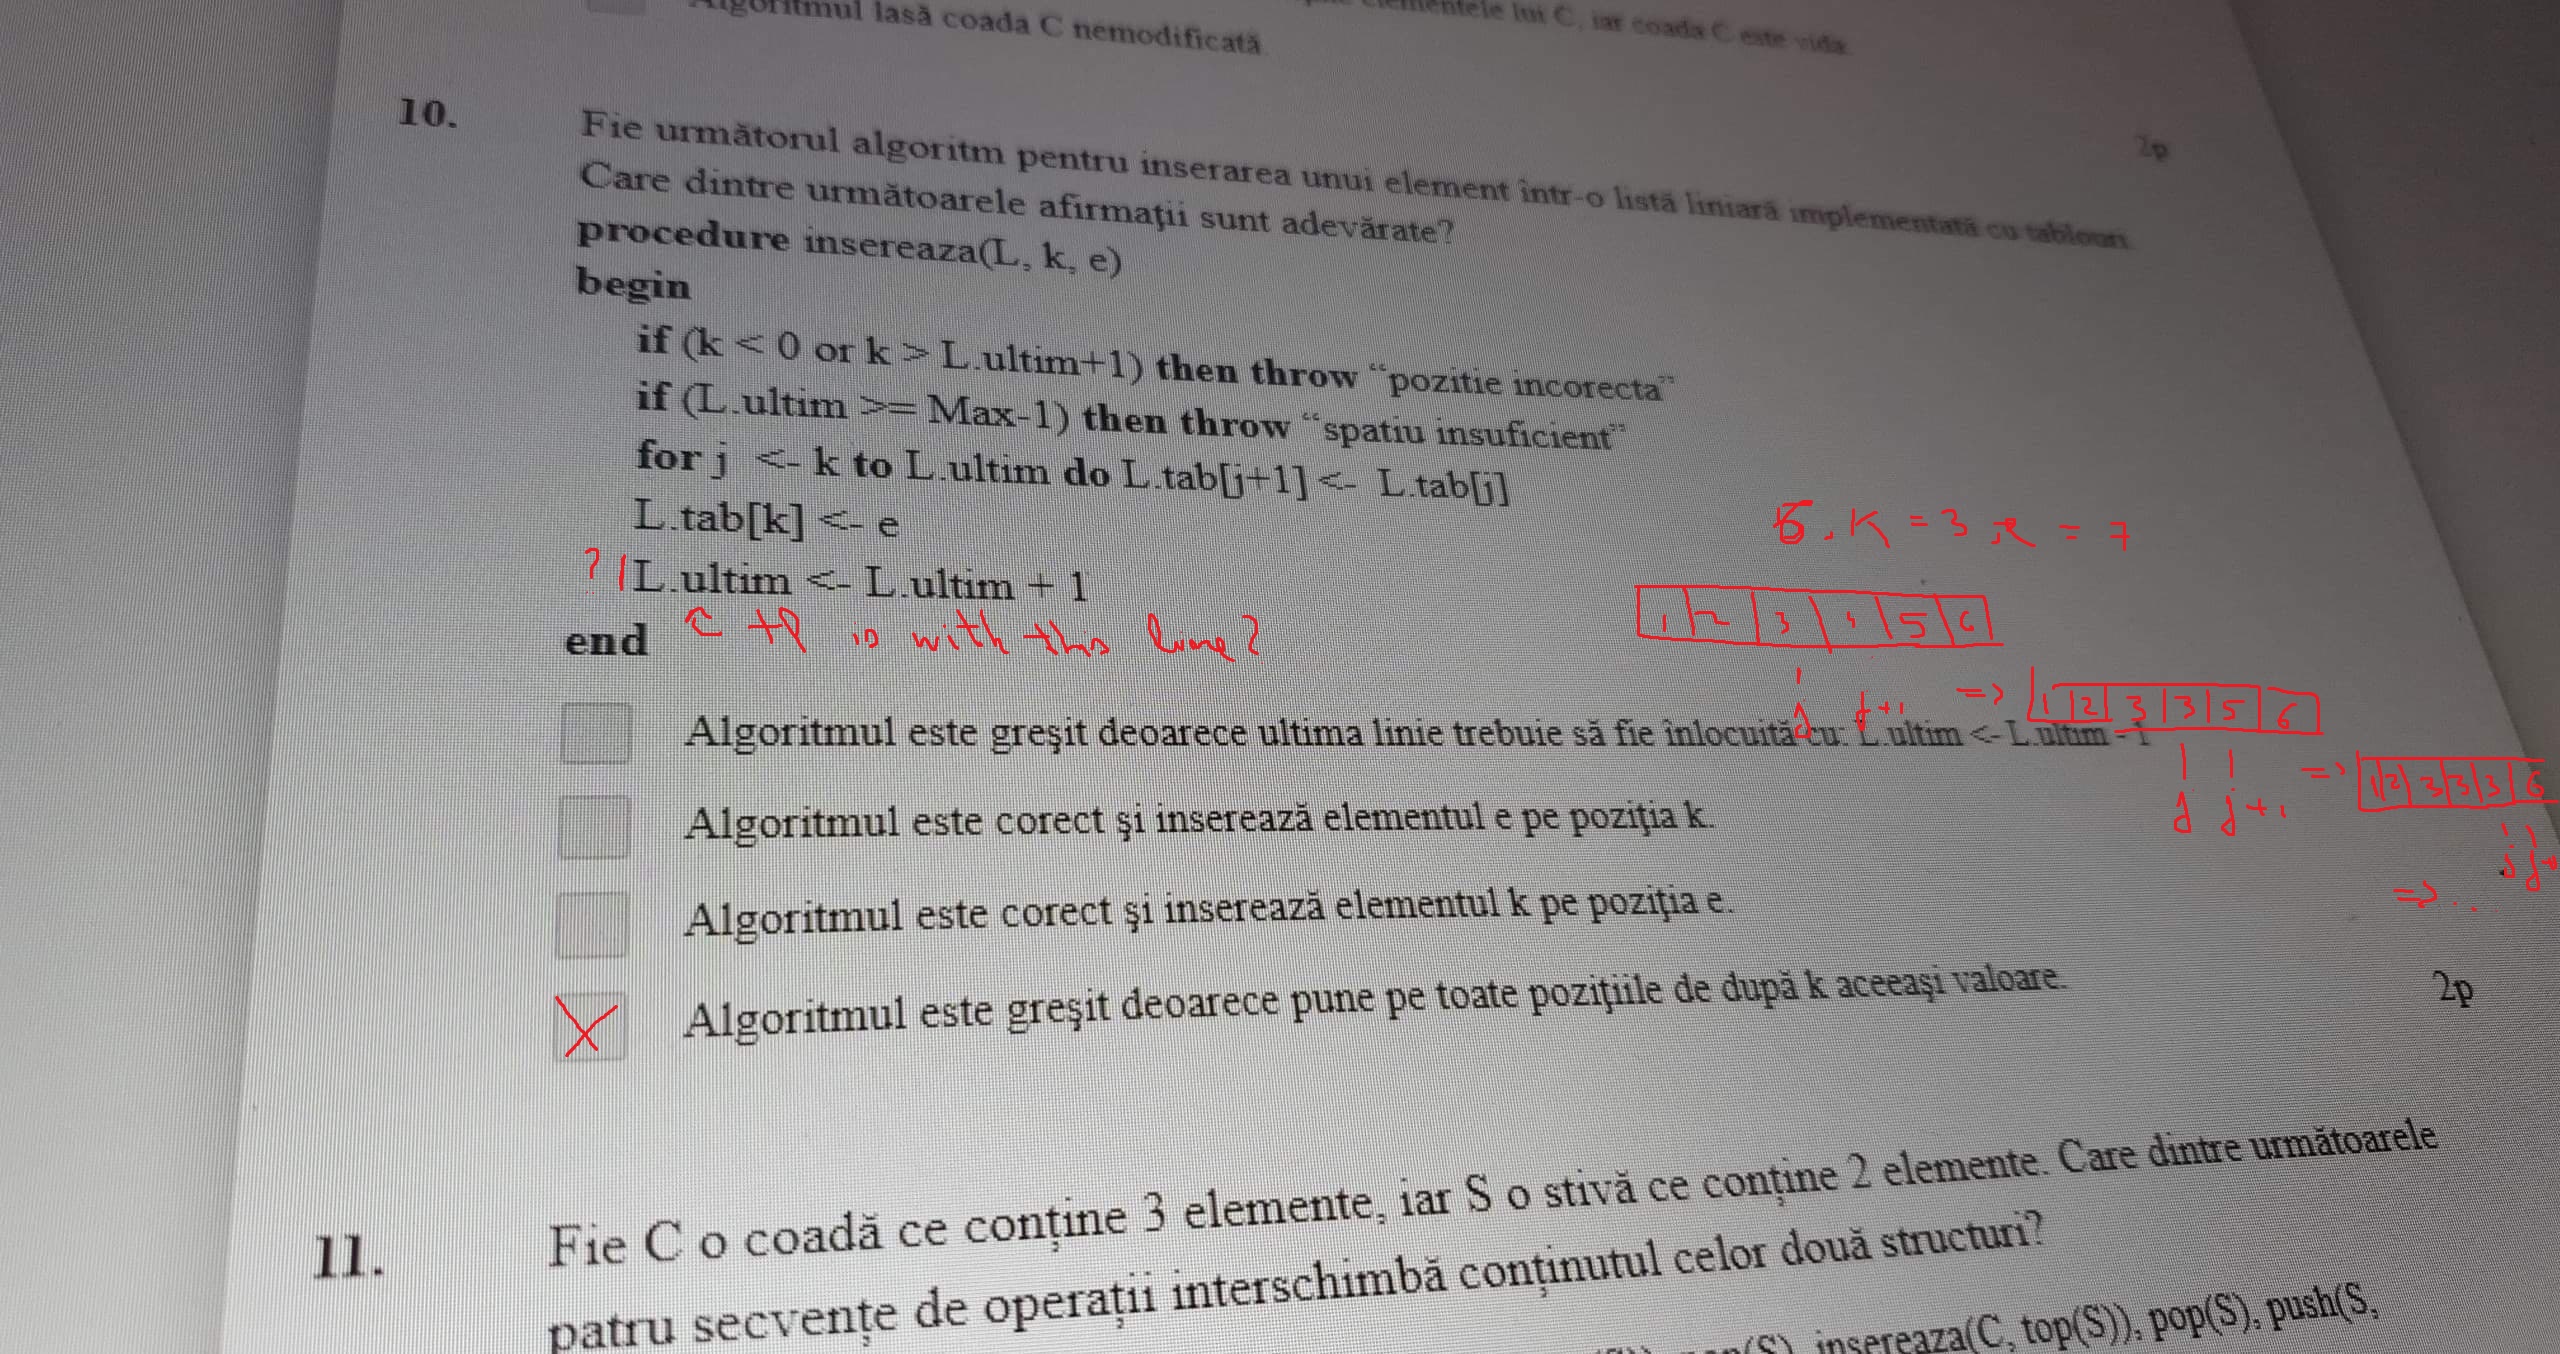 Algoritmul lasă coada C nemodificată
elementele lui C, iar coada C este vida
10.
2p
Fie următorul algoritm pentru inserarea unui element într-o listă liniară implementată cu tablouri.
Care dintre următoarele afirmaţii sunt adevărate?
procedure insereaza(L, k, e)
begin
if (k < 0 or k > L.ultim+1) then throw “pozitie incorecta”
if (L.ultim >= Max-1) then throw “spatiu insuficient”
for j <- k to L.ultim do L.tab[j+1] <- L.tab[j]
L.tab[k] <- e
K = 3, e = 7
? L.ultim <- L.ultim + 1
1 2 3 4 5 6
end
is with this line?
j j+1 => 1 2 3 3 5 6
Algoritmul este greşit deoarece ultima linie trebuie să fie înlocuită cu: L.ultim <- L.ultim - 1
j j+1 => 1 2 3 3 3 6
Algoritmul este corect şi inserează elementul e pe poziţia k.
=> ..
Algoritmul este corect şi inserează elementul k pe poziţia e.
X Algoritmul este greşit deoarece pune pe toate poziţiile de după k aceeaşi valoare.
2p
11.
Fie C o coadă ce conţine 3 elemente, iar S o stivă ce conţine 2 elemente. Care dintre următoarele
patru secvenţe de operaţii interschimbă conţinutul celor două structuri?
insereaza(C, top(S)), pop(S), push(S,